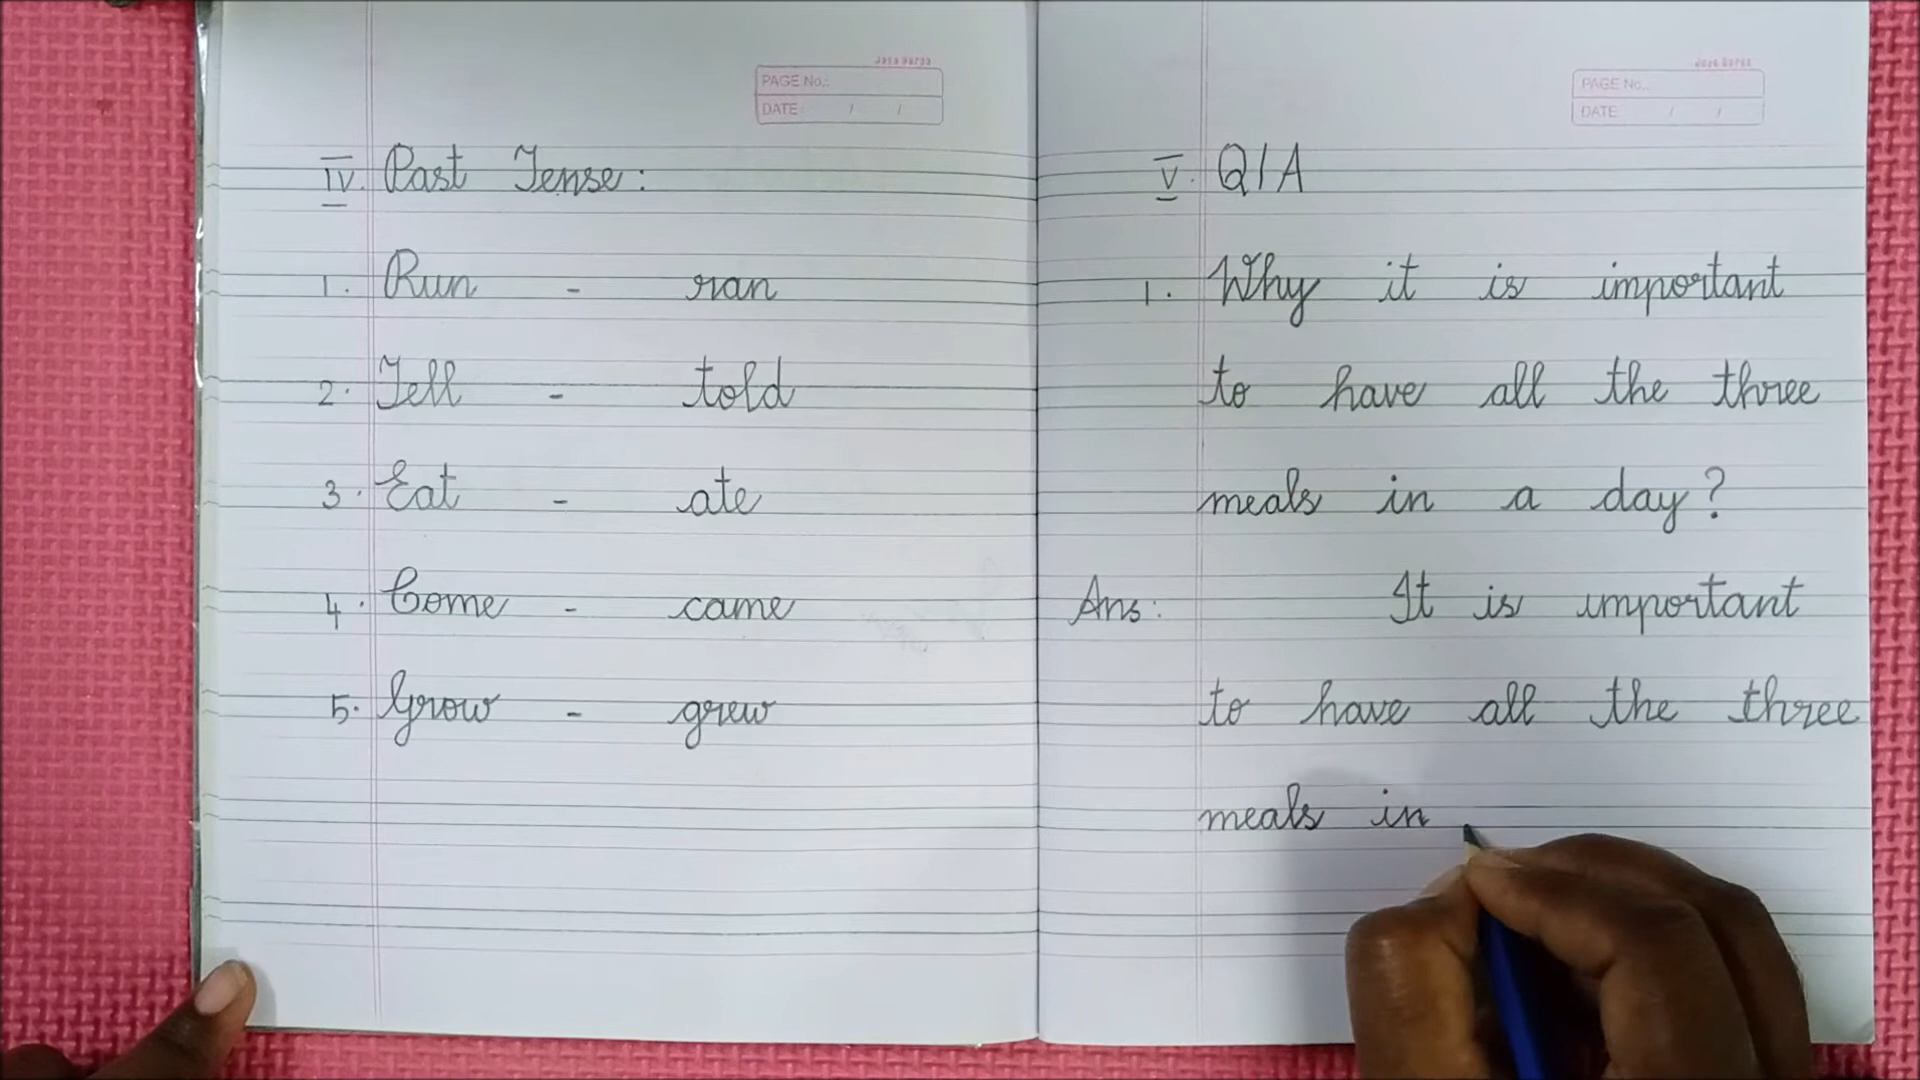 PAGE No.:
DATE: / /
IV. Past Tense:
1. Run - ran
2. Tell - told
3. Eat - ate
4. Come - came
5. Grow - grew
PAGE No.:
DATE: / /
V. Q/A
1. Why it is important
to have all the three
meals in a day?
Ans: It is important
to have all the three
meals in